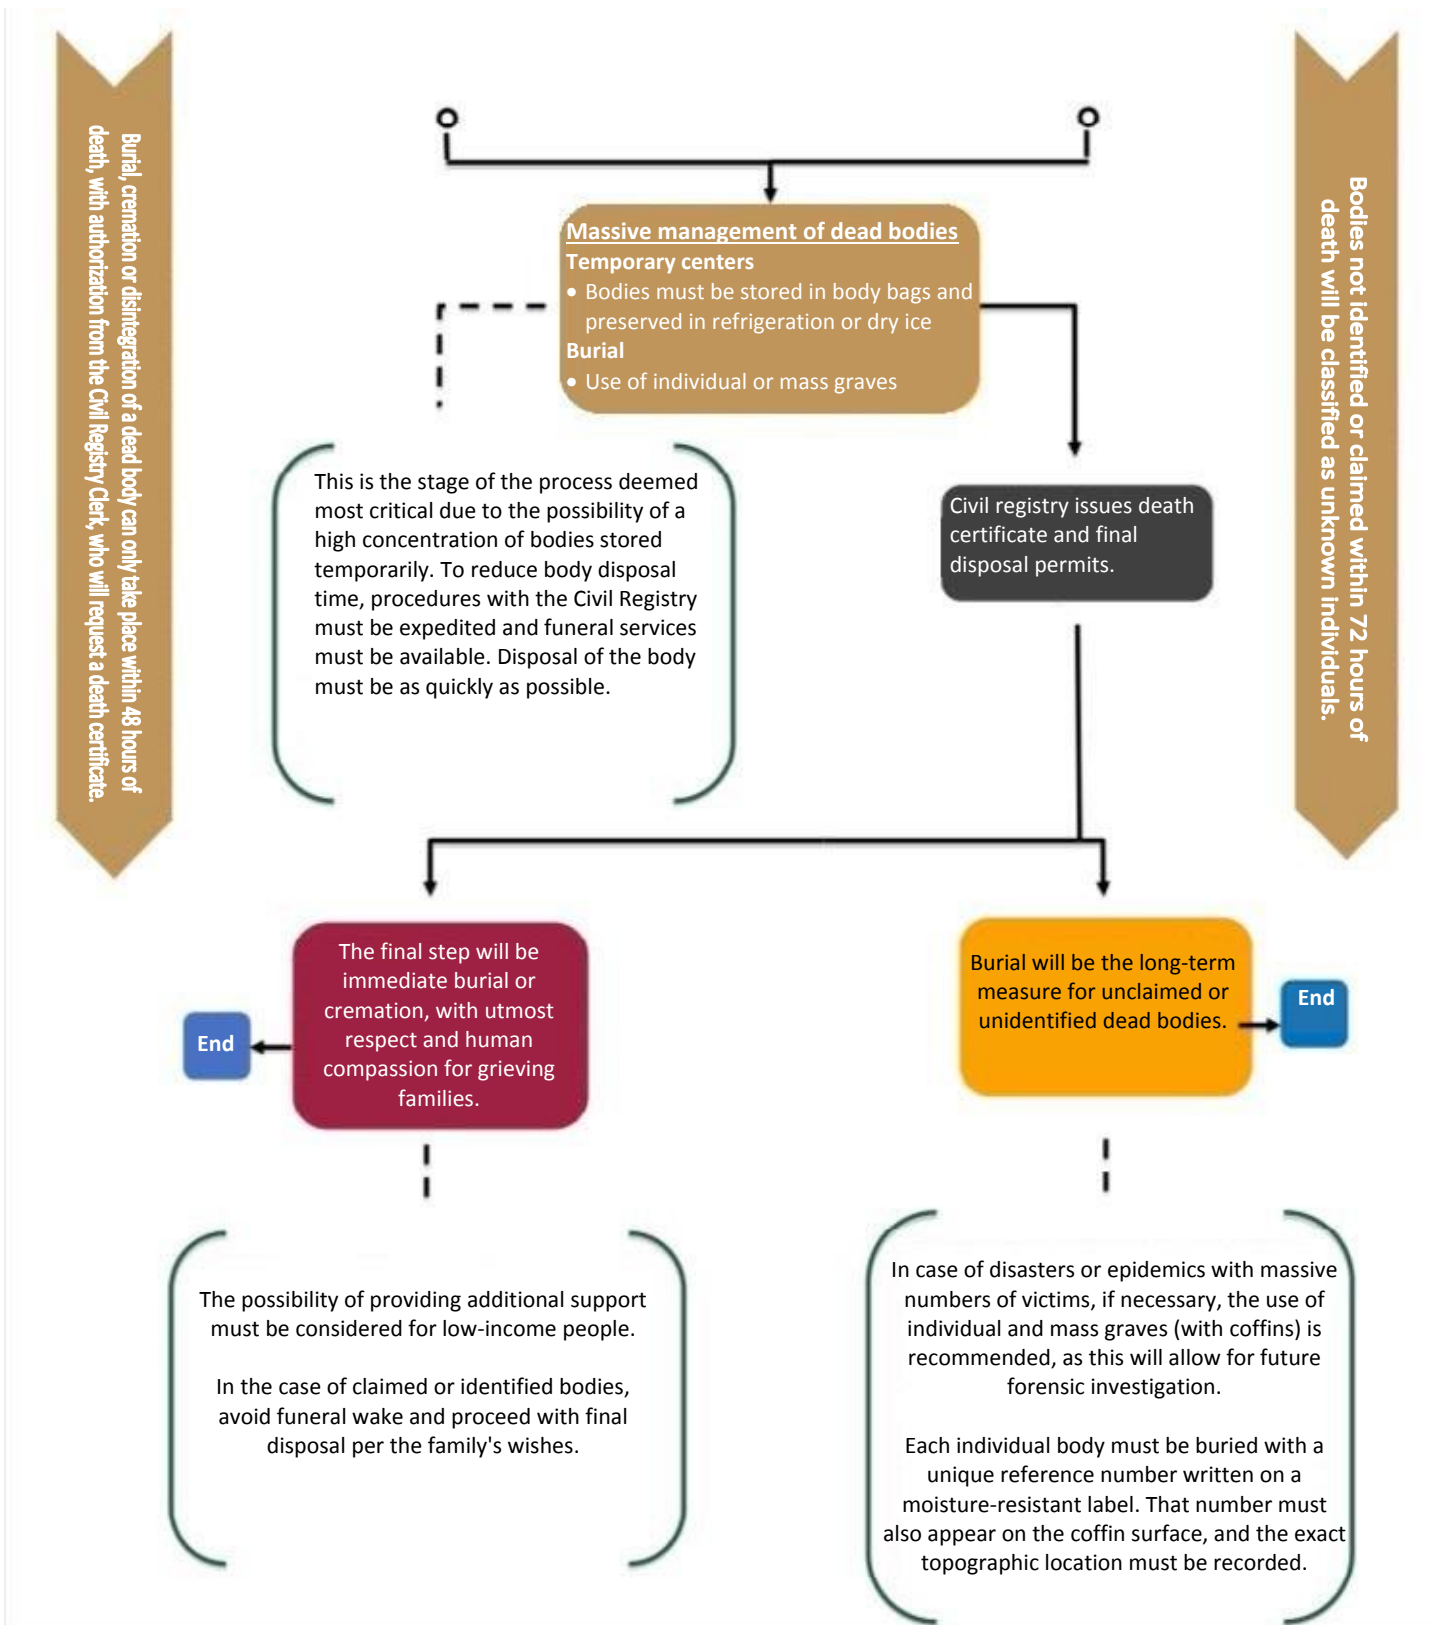 Burial, cremation or disintegration of a dead body can only take place within 48 hours of
death, with authorization from the Civil Registry Clerk, who will request a death certificate.
Bodies not identified or claimed within 72 hours of
death will be classified as unknown individuals.
Massive management of dead bodies
Temporary centers
• Bodies must be stored in body bags and
preserved in refrigeration or dry ice
Burial
• Use of individual or mass graves
This is the stage of the process deemed
most critical due to the possibility of a
high concentration of bodies stored
temporarily. To reduce body disposal
time, procedures with the Civil Registry
must be expedited and funeral services
must be available. Disposal of the body
must be as quickly as possible.
Civil registry issues death
certificate and final
disposal permits.
The final step will be
immediate burial or
cremation, with utmost
respect and human
compassion for grieving
families.
End
Burial will be the long-term
measure for unclaimed or
unidentified dead bodies.
End
The possibility of providing additional support
must be considered for low-income people.
In the case of claimed or identified bodies,
avoid funeral wake and proceed with final
disposal per the family's wishes.
In case of disasters or epidemics with massive
numbers of victims, if necessary, the use of
individual and mass graves (with coffins) is
recommended, as this will allow for future
forensic investigation.
Each individual body must be buried with a
unique reference number written on a
moisture-resistant label. That number must
also appear on the coffin surface, and the exact
topographic location must be recorded.